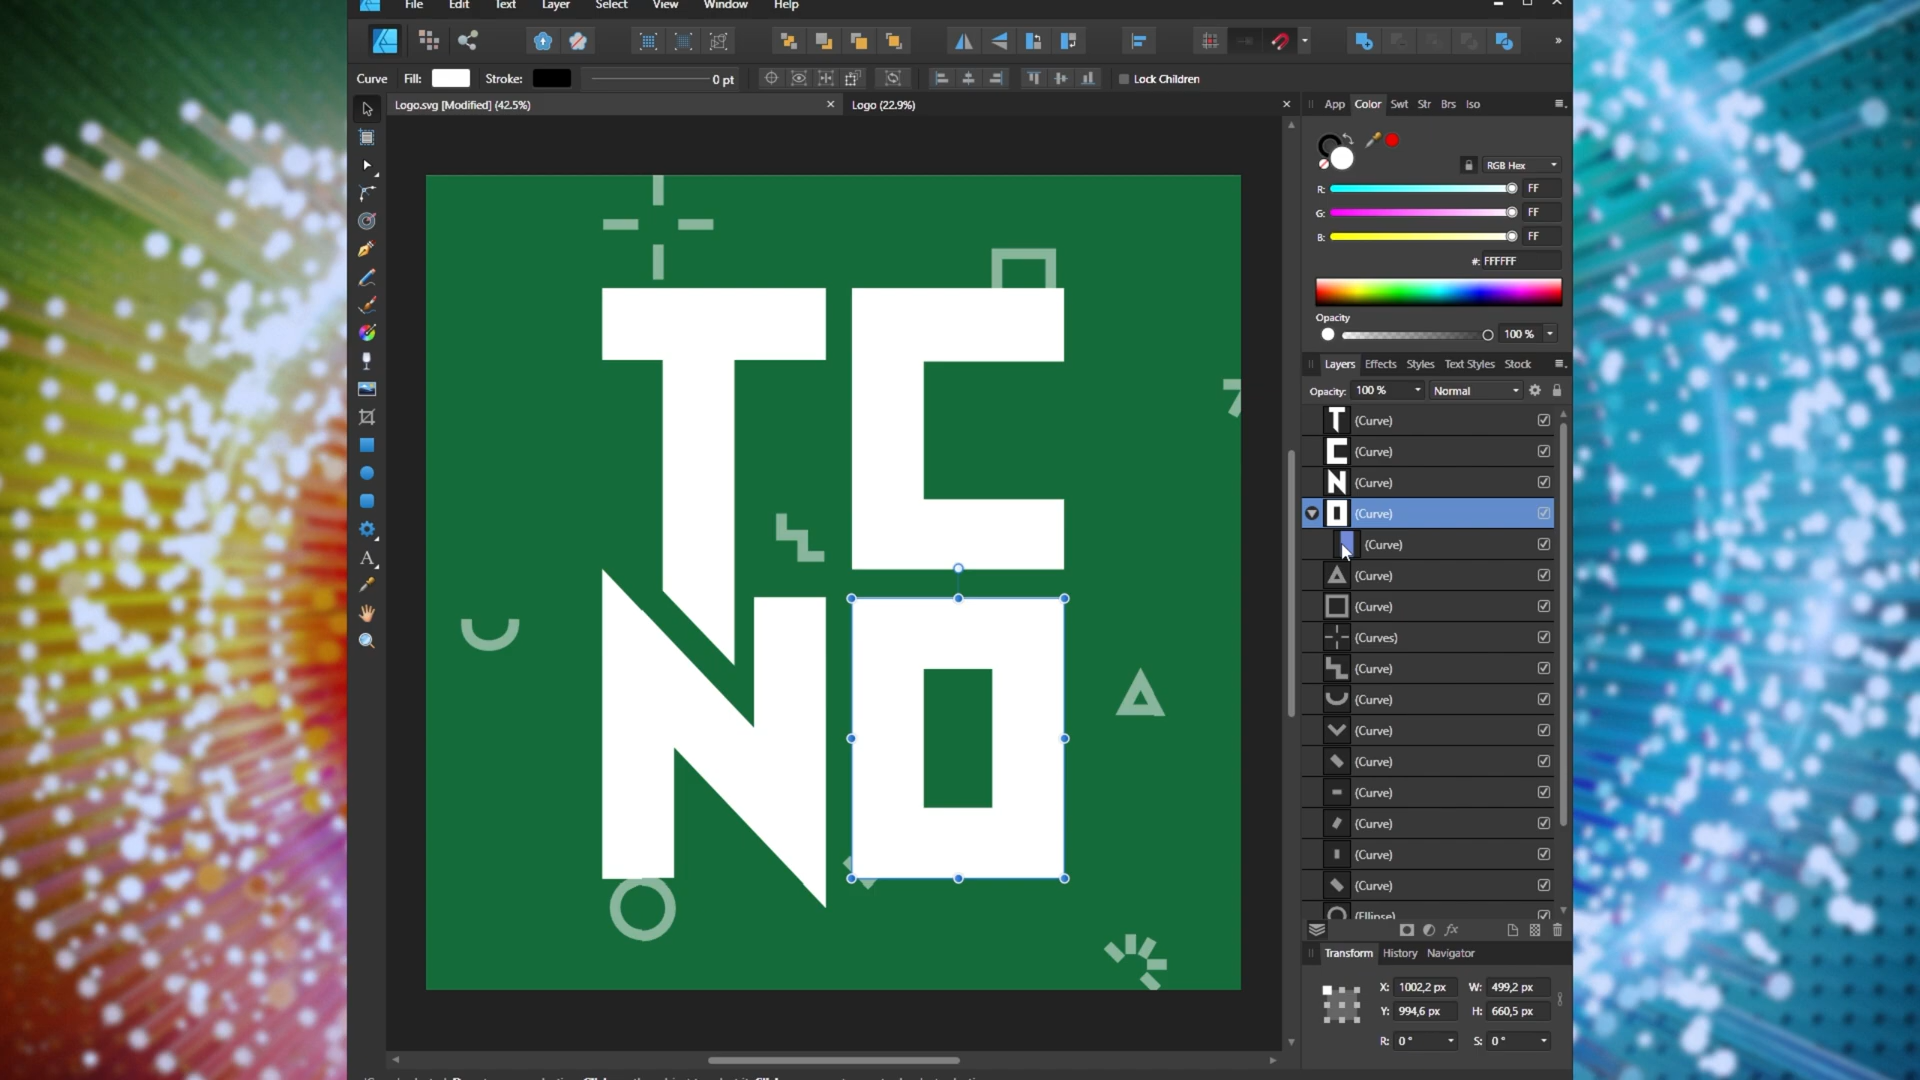 File Edit Text Layer Select View Window Help
Curve Fill: Stroke: 0 pt Lock Children
Logo.svg [Modified] (42.5%) Logo (22.9%)
App Color Swt Str Brs Iso
RGB Hex
R: FF
G: FF
B: FF
#: FFFFFF
Opacity
100 %
Layers Effects Styles Text Styles Stock
Opacity: 100 % Normal
(Curve)
(Curve)
(Curve)
(Curve)
(Curve)
(Curve)
(Curve)
(Curves)
(Curve)
(Curve)
(Curve)
(Curve)
(Curve)
(Curve)
(Curve)
(Curve)
(Ellipse)
Transform History Navigator
X: 1002,2 px W: 499,2 px
Y: 994,6 px H: 660,5 px
R: 0 ° S: 0 °
TC
NO